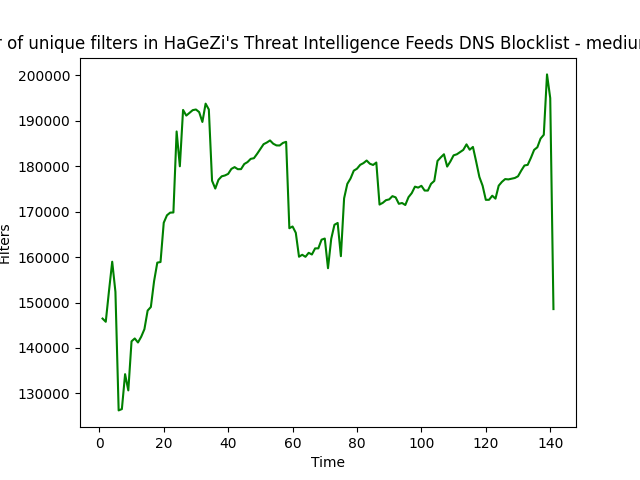 of unique filters in HaGeZi's Threat Intelligence Feeds DNS Blocklist - medium
200000
190000
180000
170000
160000
150000
140000
130000
Filters
0 20 40 60 80 100 120 140
Time